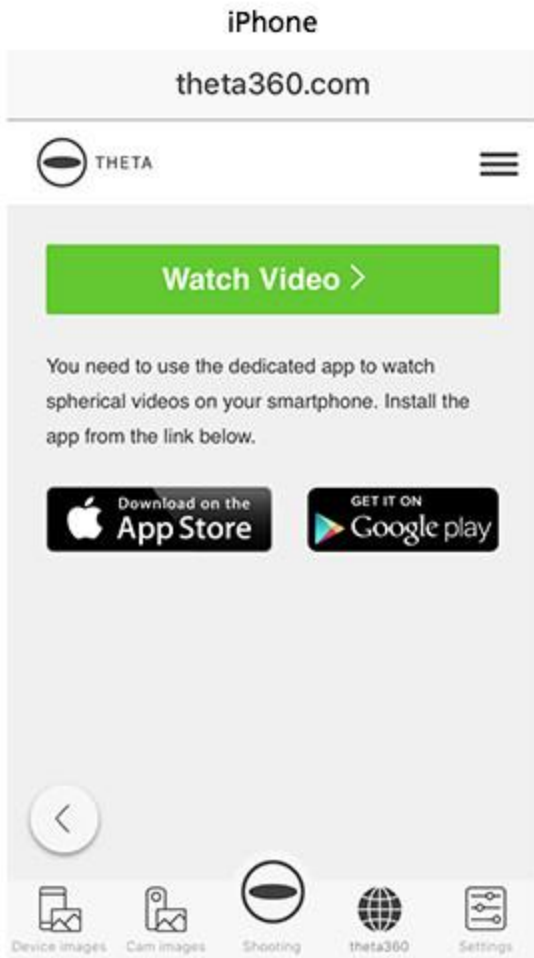 iPhone
theta360.com
THETA
Watch Video
You need to use the dedicated app to watch
spherical videos on your smartphone. Install the
app from the link below.
Download on the
App Store
GET IT ON
Google play
Device images Cam images Shooting theta360 Settings